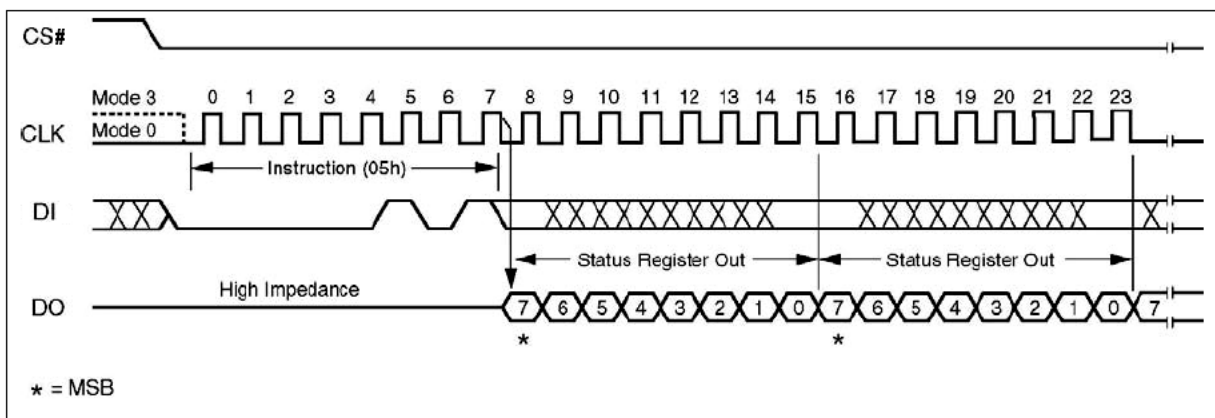 CS#
Mode 3 0 1 2 3 4 5 6 7 8 9 10 11 12 13 14 15 16 17 18 19 20 21 22 23
CLK Mode 0
Instruction (05h)
DI
Status Register Out Status Register Out
High Impedance
DO 7 6 5 4 3 2 1 0 7 6 5 4 3 2 1 0 7
* *
* = MSB